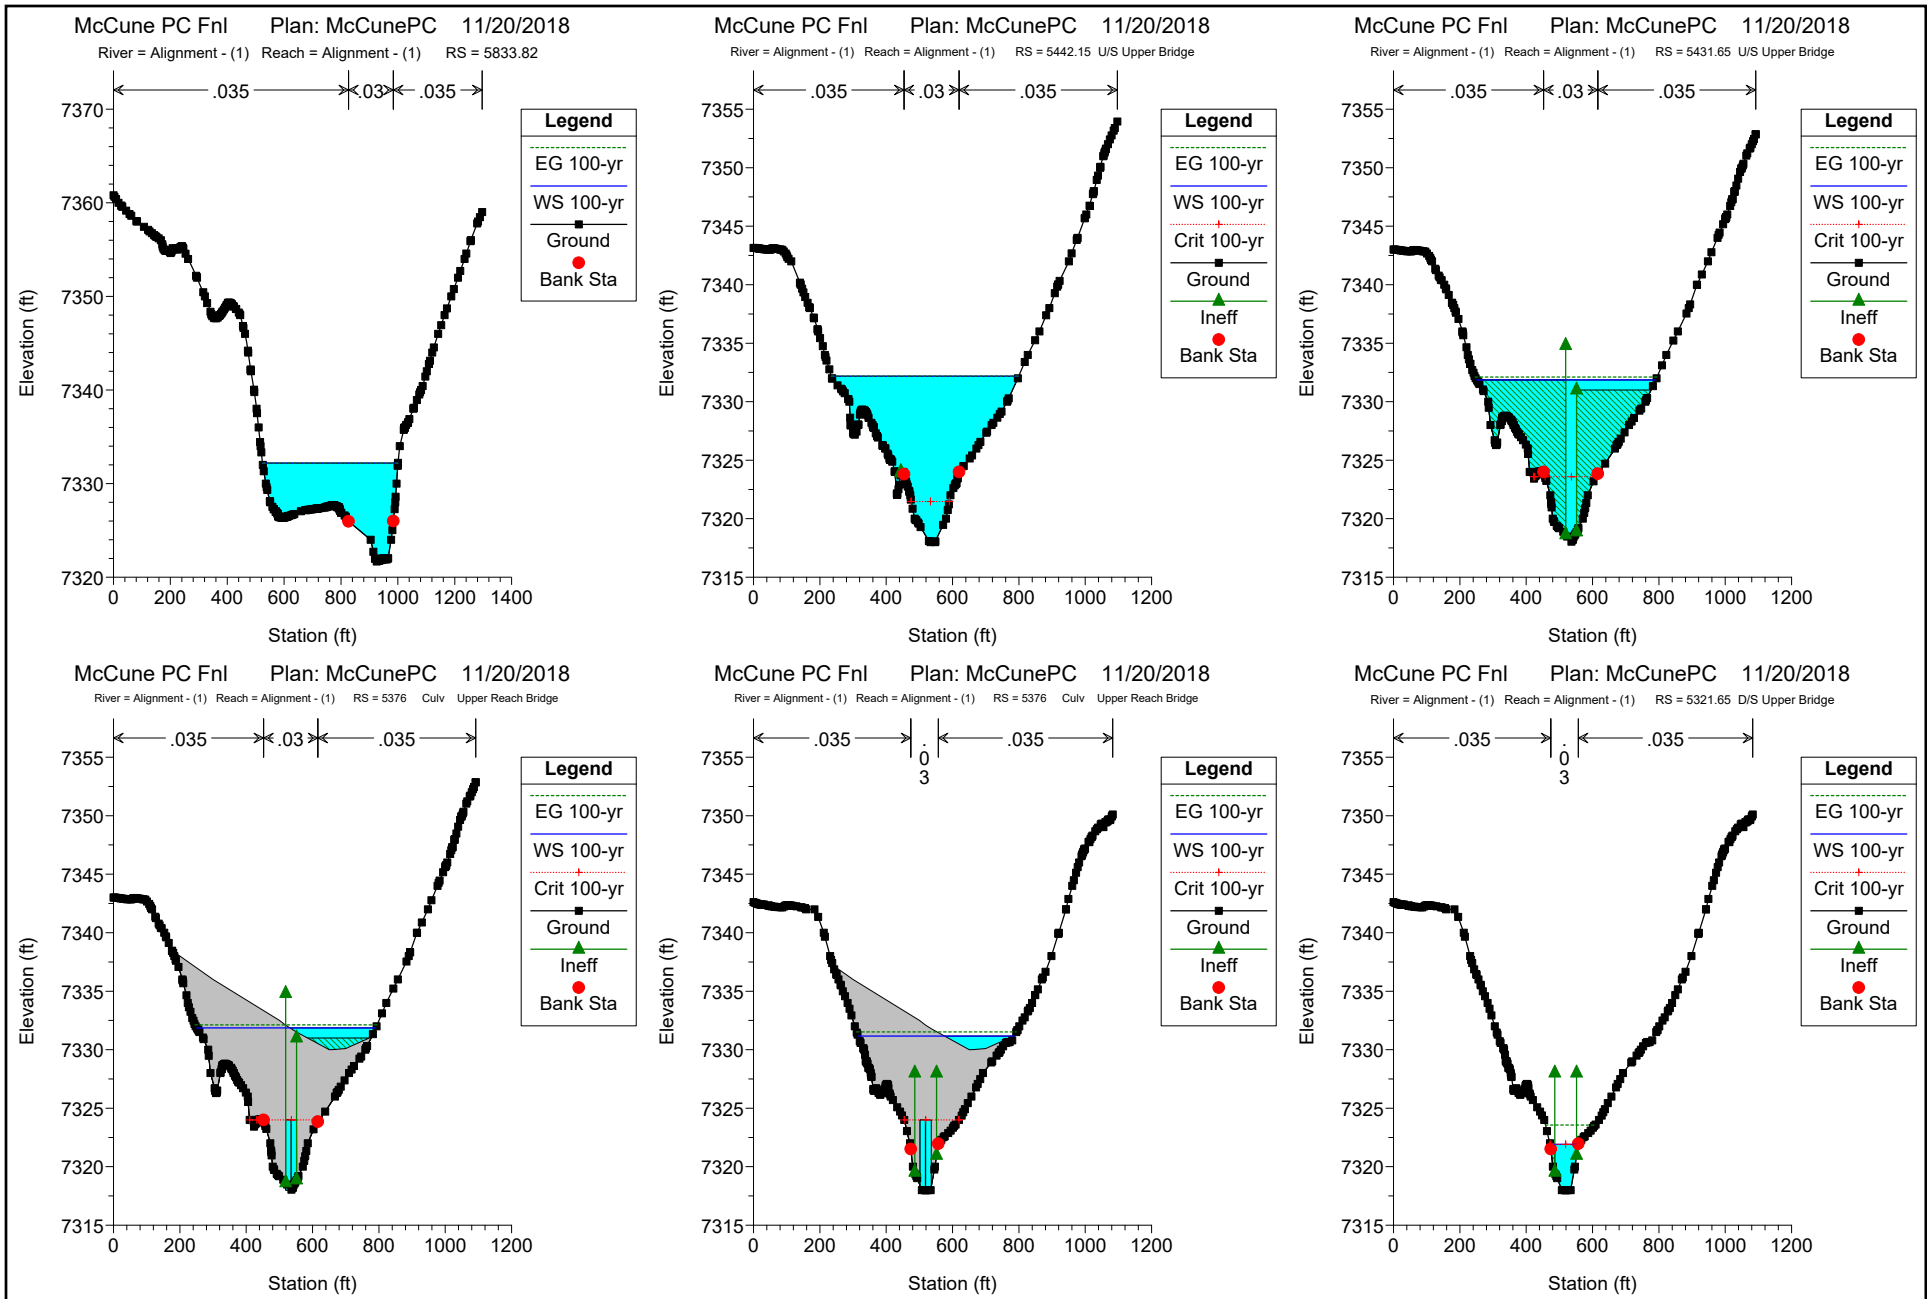 McCune PC Fnl Plan: McCunePC 11/20/2018
River = Alignment - (1) Reach = Alignment - (1) RS = 5833.82
.035 .03 .035
7370
7360
7350
7340
7330
7320
Elevation (ft)
0 200 400 600 800 1000 1200 1400
Station (ft)
Legend
EG 100-yr
WS 100-yr
Ground
Bank Sta
McCune PC Fnl Plan: McCunePC 11/20/2018
River = Alignment - (1) Reach = Alignment - (1) RS = 5442.15 U/S Upper Bridge
.035 .03 .035
7355
7350
7345
7340
7335
7330
7325
7320
7315
Elevation (ft)
0 200 400 600 800 1000 1200
Station (ft)
Legend
EG 100-yr
WS 100-yr
Crit 100-yr
Ground
Ineff
Bank Sta
McCune PC Fnl Plan: McCunePC 11/20/2018
River = Alignment - (1) Reach = Alignment - (1) RS = 5431.65 U/S Upper Bridge
.035 .03 .035
7355
7350
7345
7340
7335
7330
7325
7320
7315
Elevation (ft)
0 200 400 600 800 1000 1200
Station (ft)
Legend
EG 100-yr
WS 100-yr
Crit 100-yr
Ground
Ineff
Bank Sta
McCune PC Fnl Plan: McCunePC 11/20/2018
River = Alignment - (1) Reach = Alignment - (1) RS = 5376 Culv Upper Reach Bridge
.035 .03 .035
7355
7350
7345
7340
7335
7330
7325
7320
7315
Elevation (ft)
0 200 400 600 800 1000 1200
Station (ft)
Legend
EG 100-yr
WS 100-yr
Crit 100-yr
Ground
Ineff
Bank Sta
McCune PC Fnl Plan: McCunePC 11/20/2018
River = Alignment - (1) Reach = Alignment - (1) RS = 5376 Culv Upper Reach Bridge
.035 .03 .035
7355
7350
7345
7340
7335
7330
7325
7320
7315
Elevation (ft)
0 200 400 600 800 1000 1200
Station (ft)
Legend
EG 100-yr
WS 100-yr
Crit 100-yr
Ground
Ineff
Bank Sta
McCune PC Fnl Plan: McCunePC 11/20/2018
River = Alignment - (1) Reach = Alignment - (1) RS = 5321.65 D/S Upper Bridge
.035 .03 .035
7355
7350
7345
7340
7335
7330
7325
7320
7315
Elevation (ft)
0 200 400 600 800 1000 1200
Station (ft)
Legend
EG 100-yr
WS 100-yr
Crit 100-yr
Ground
Ineff
Bank Sta